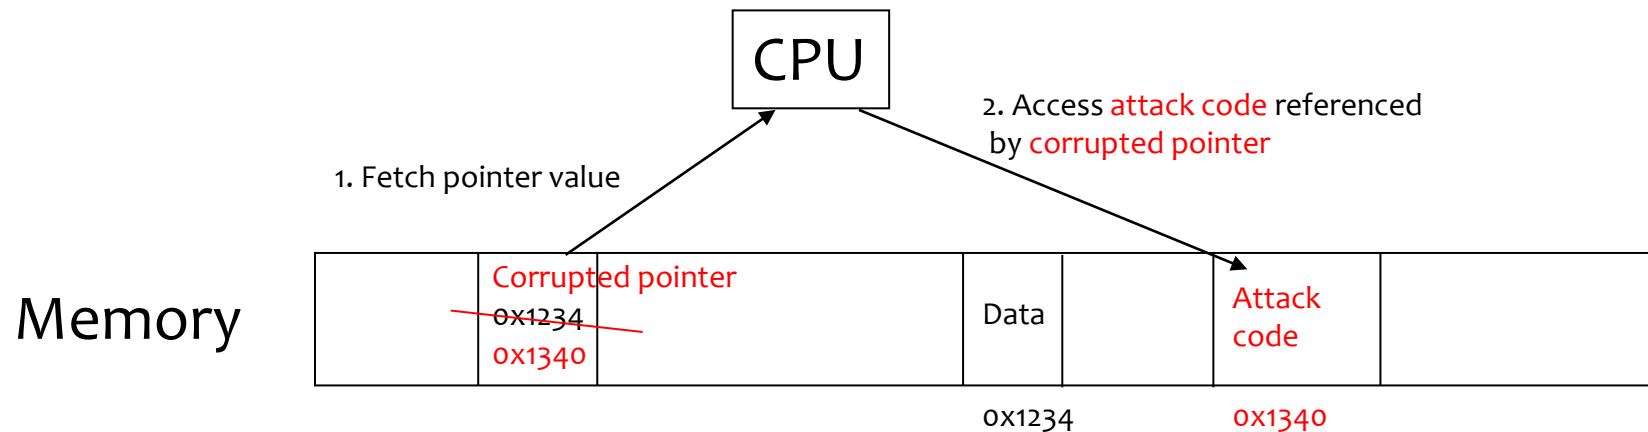 CPU
2. Access attack code referenced
by corrupted pointer
1. Fetch pointer value
Memory
Corrupted pointer
0x1234
0x1340
Data
Attack
code
0x1234
0x1340